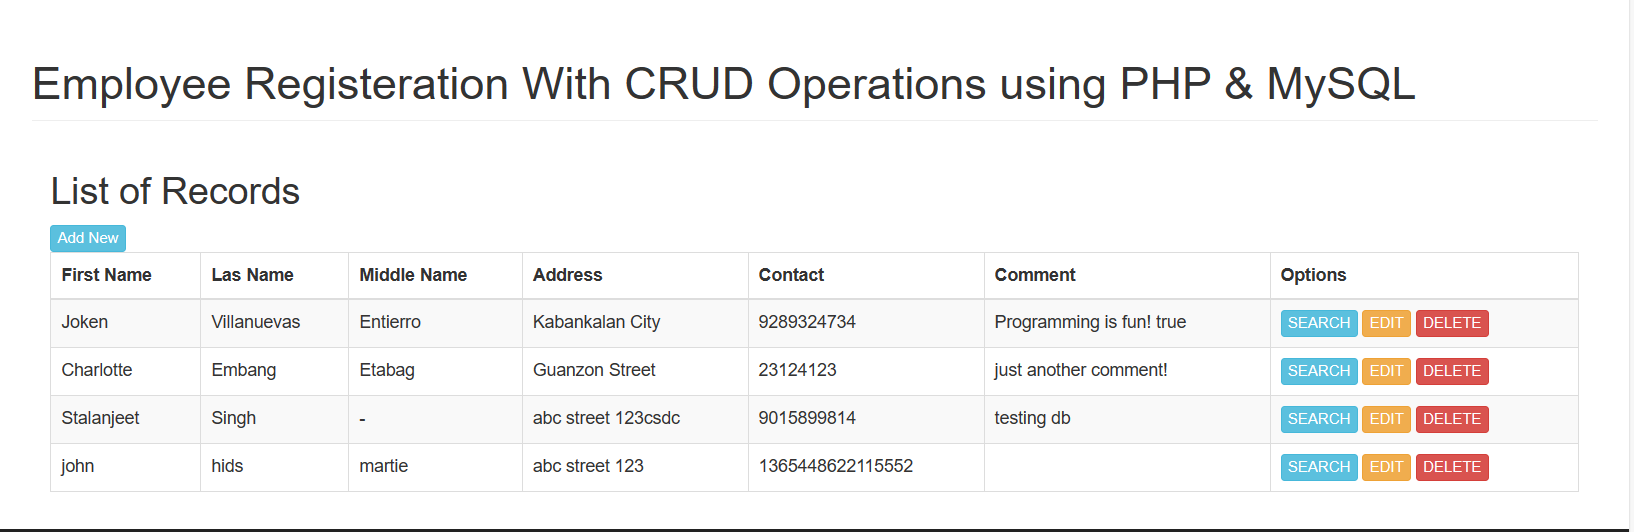 Employee Registeration With CRUD Operations using PHP & MySQL
List of Records
Add New
First Name Las Name Middle Name Address Contact Comment Options
Joken Villanuevas Entierro Kabankalan City 9289324734 Programming is fun! true SEARCH EDIT DELETE
Charlotte Embang Etabag Guanzon Street 23124123 just another comment! SEARCH EDIT DELETE
Stalanjeet Singh - abc street 123csdc 9015899814 testing db SEARCH EDIT DELETE
john hids martie abc street 123 1365448622115552 SEARCH EDIT DELETE